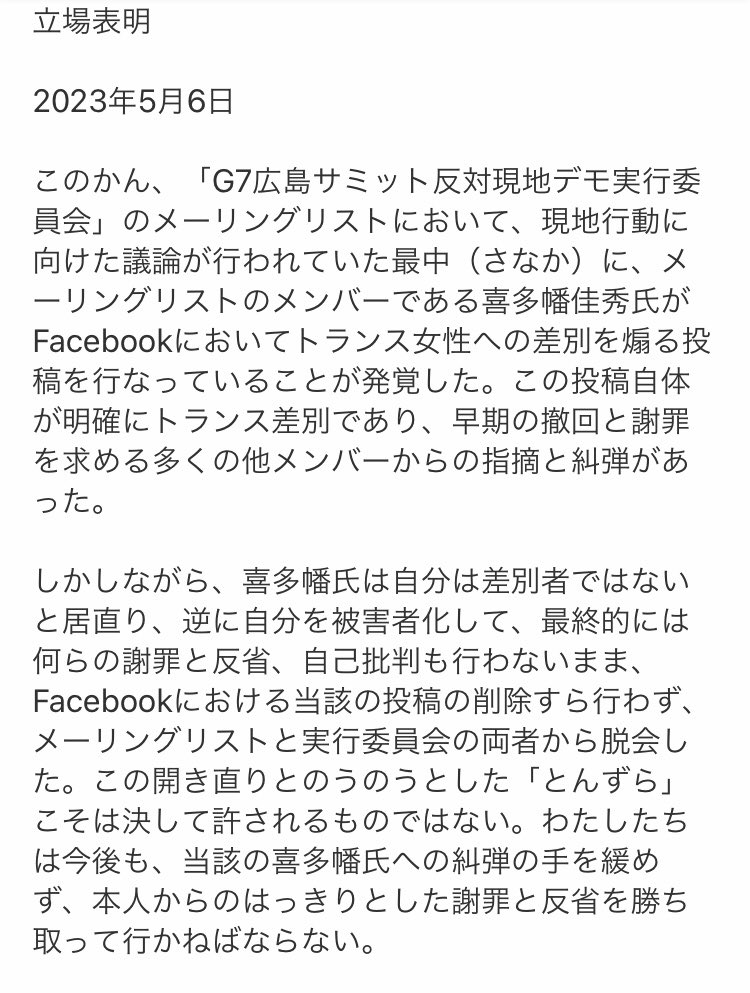 立場表明
2023年5月6日
このかん、「G7広島サミット反対現地デモ実行委
員会」のメーリングリストにおいて、現地行動に
向けた議論が行われていた最中（さなか）に、メ
ーリングリストのメンバーである喜多幡佳秀氏が
Facebookにおいてトランス女性への差別を煽る投
稿を行なっていることが発覚した。この投稿自体
が明確にトランス差別であり、早期の撤回と謝罪
を求める多くの他メンバーからの指摘と糾弾があ
った。
しかしながら、喜多幡氏は自分は差別者ではない
と居直り、逆に自分を被害者化して、最終的には
何らの謝罪と反省、自己批判も行わないまま、
Facebookにおける当該の投稿の削除すら行わず、
メーリングリストと実行委員会の両者から脱会し
た。この開き直りとのうのうとした「とんずら」
こそは決して許されるものではない。わたしたち
は今後も、当該の喜多幡氏への糾弾の手を緩め
ず、本人からのはっきりとした謝罪と反省を勝ち
取って行かねばならない。